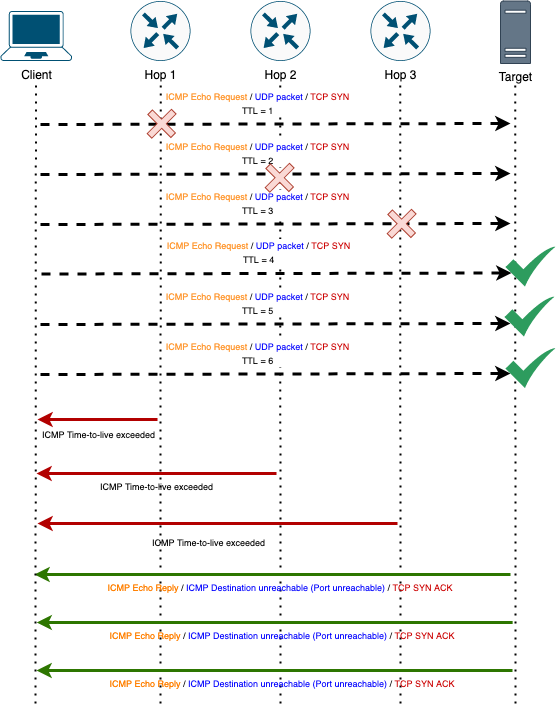 Client
Hop 1
Hop 2
Hop 3
Target
ICMP Echo Request / UDP packet / TCP SYN
TTL = 1
ICMP Echo Request / UDP packet / TCP SYN
TTL = 2
ICMP Echo Request / UDP packet / TCP SYN
TTL = 3
ICMP Echo Request / UDP packet / TCP SYN
TTL = 4
ICMP Echo Request / UDP packet / TCP SYN
TTL = 5
ICMP Echo Request / UDP packet / TCP SYN
TTL = 6
ICMP Time-to-live exceeded
ICMP Time-to-live exceeded
ICMP Time-to-live exceeded
ICMP Echo Reply / ICMP Destination unreachable (Port unreachable) / TCP SYN ACK
ICMP Echo Reply / ICMP Destination unreachable (Port unreachable) / TCP SYN ACK
ICMP Echo Reply / ICMP Destination unreachable (Port unreachable) / TCP SYN ACK